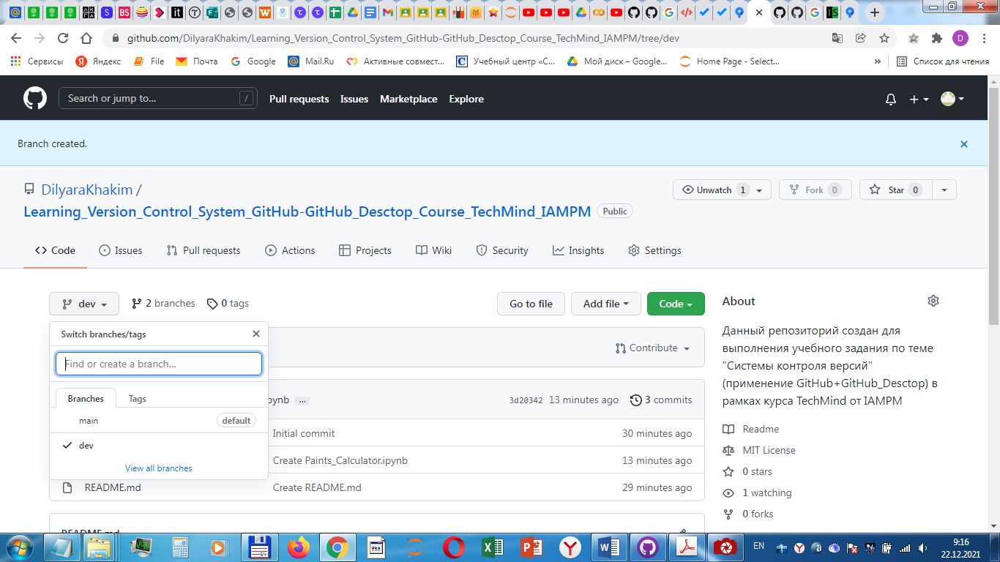 github.com/DilyaraKhakim/Learning_Version_Control_System_GitHub-GitHub_Desctop_Course_TechMind_IAMPM/tree/dev
Сервисы Яндекс File Почта Google Mail.Ru Активные совмест... Учебный центр «С... Мой диск – Google... Home Page - Select... » Список для чтения
Search or jump to... / Pull requests Issues Marketplace Explore
Branch created.
DilyaraKhakim / Unwatch 1 Fork 0 Star 0
Learning_Version_Control_System_GitHub-GitHub_Desctop_Course_TechMind_IAMPM Public
Code Issues Pull requests Actions Projects Wiki Security Insights Settings
dev 2 branches 0 tags Go to file Add file Code
Switch branches/tags
Find or create a branch...
Branches Tags
main default
dev
View all branches
Contribute
pynb ... 3d20342 13 minutes ago 3 commits
Initial commit 30 minutes ago
Create Paints_Calculator.ipynb 13 minutes ago
README.md Create README.md 29 minutes ago
README.md
About
Данный репозиторий создан для
выполнения учебного задания по теме
"Системы контроля версий"
(применение GitHub+GitHub_Desctop) в
рамках курса TechMind от IAMPM
Readme
MIT License
0 stars
1 watching
0 forks
EN 9:16
22.12.2021